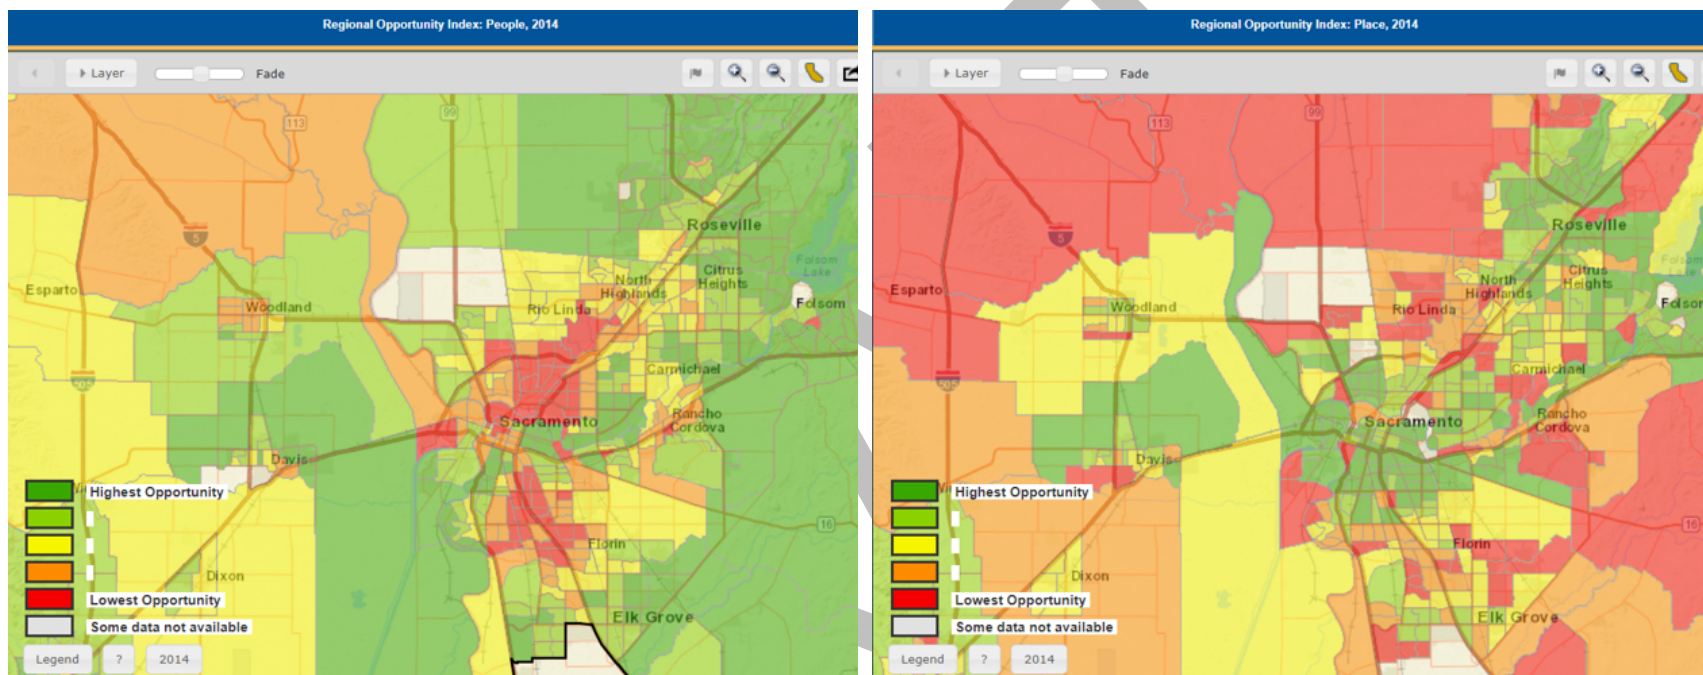 Regional Opportunity Index: People, 2014
Layer
Fade
113
99
5
Roseville
Folsom Lake
Esparto
Citrus Heights
North Highlands
Woodland
Rio Linda
Folsom
505
Carmichael
Sacramento
Rancho Cordova
Davis
Highest Opportunity
16
Florin
Dixon
Lowest Opportunity
Elk Grove
Some data not available
Legend
?
2014
Regional Opportunity Index: Place, 2014
Layer
Fade
113
99
5
Roseville
Folsom Lake
Esparto
Citrus Heights
North Highlands
Woodland
Rio Linda
Folsom
505
Carmichael
Sacramento
Rancho Cordova
Davis
Highest Opportunity
16
Florin
Dixon
Lowest Opportunity
Elk Grove
Some data not available
Legend
?
2014